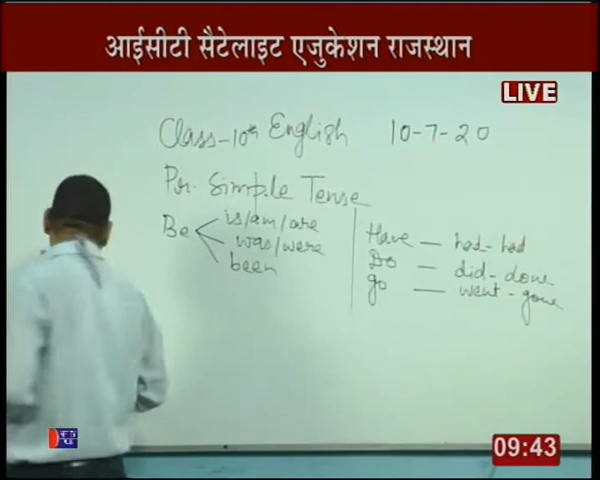 आईसीटी सैटेलाइट एजुकेशन राजस्थान
LIVE
Class-10th English 10-7-20
Pr. Simple Tense
Be is/am/are
was/were
been
Have — had-had
Do — did-done
go — went-gone
09:43